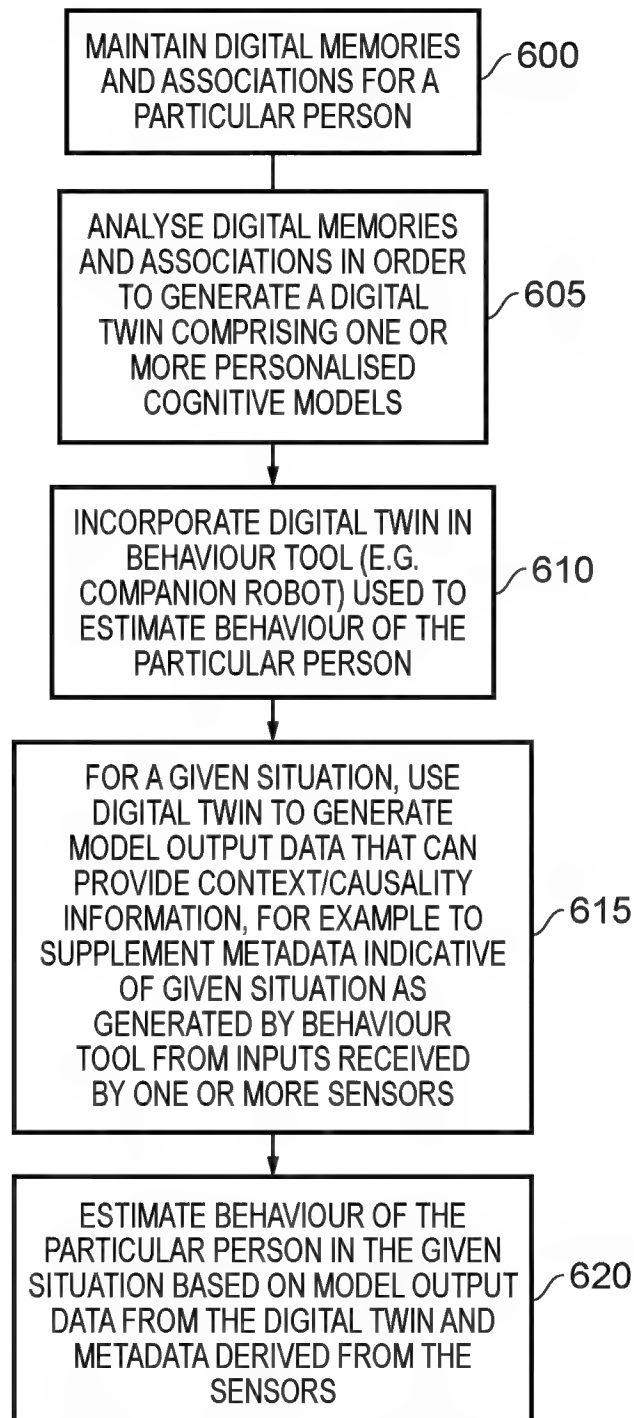 MAINTAIN DIGITAL MEMORIES
AND ASSOCIATIONS FOR A
PARTICULAR PERSON
600
ANALYSE DIGITAL MEMORIES
AND ASSOCIATIONS IN ORDER
TO GENERATE A DIGITAL
TWIN COMPRISING ONE OR
MORE PERSONALISED
COGNITIVE MODELS
605
INCORPORATE DIGITAL TWIN IN
BEHAVIOUR TOOL (E.G.
COMPANION ROBOT) USED TO
ESTIMATE BEHAVIOUR OF THE
PARTICULAR PERSON
610
FOR A GIVEN SITUATION, USE
DIGITAL TWIN TO GENERATE
MODEL OUTPUT DATA THAT CAN
PROVIDE CONTEXT/CAUSALITY
INFORMATION, FOR EXAMPLE TO
SUPPLEMENT METADATA INDICATIVE
OF GIVEN SITUATION AS
GENERATED BY BEHAVIOUR
TOOL FROM INPUTS RECEIVED
BY ONE OR MORE SENSORS
615
ESTIMATE BEHAVIOUR OF THE
PARTICULAR PERSON IN THE GIVEN
SITUATION BASED ON MODEL OUTPUT
DATA FROM THE DIGITAL TWIN AND
METADATA DERIVED FROM THE
SENSORS
620